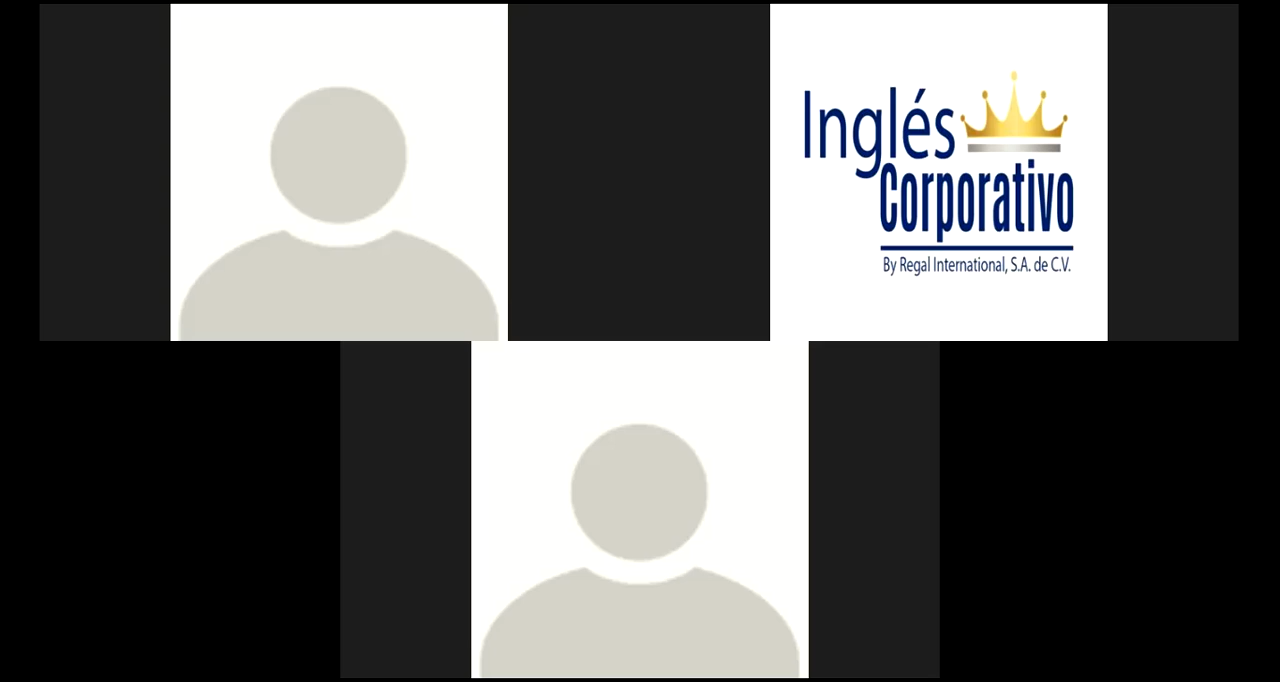 Inglés
Corporativo
By Regal International, S.A. de C.V.